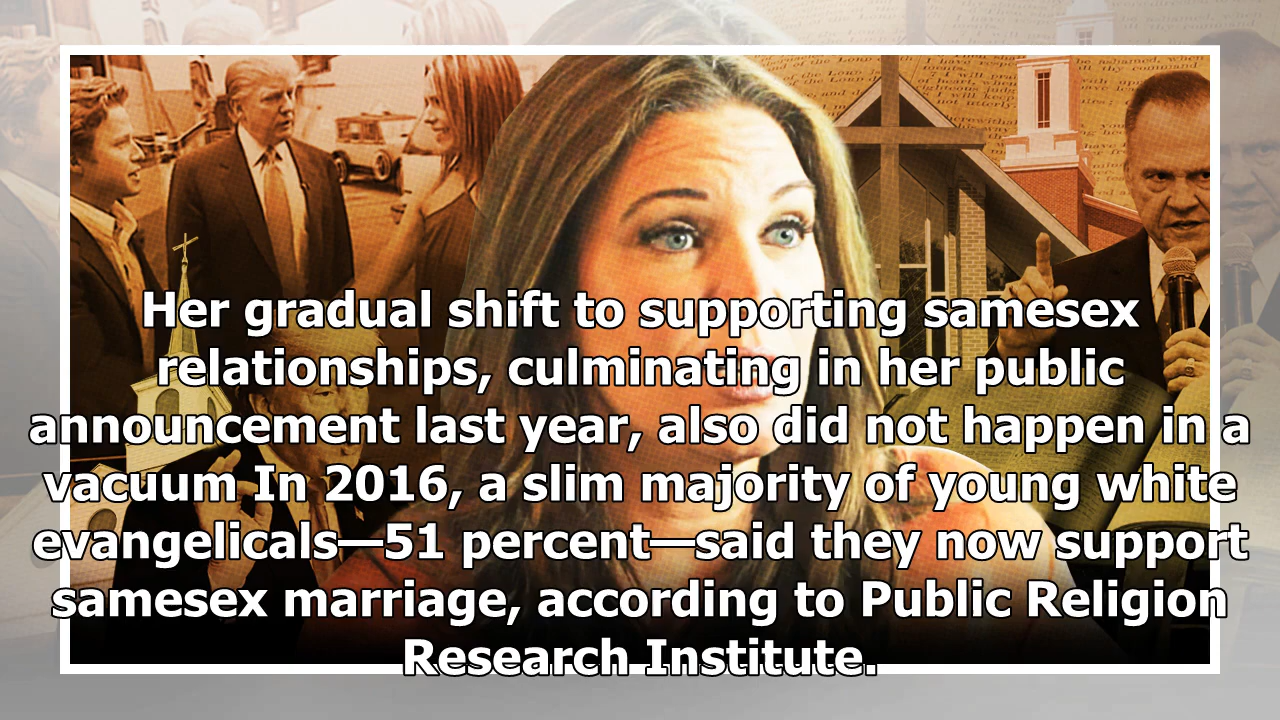 Her gradual shift to supporting samesex
relationships, culminating in her public
announcement last year, also did not happen in a
vacuum In 2016, a slim majority of young white
evangelicals—51 percent—said they now support
samesex marriage, according to Public Religion
Research Institute.